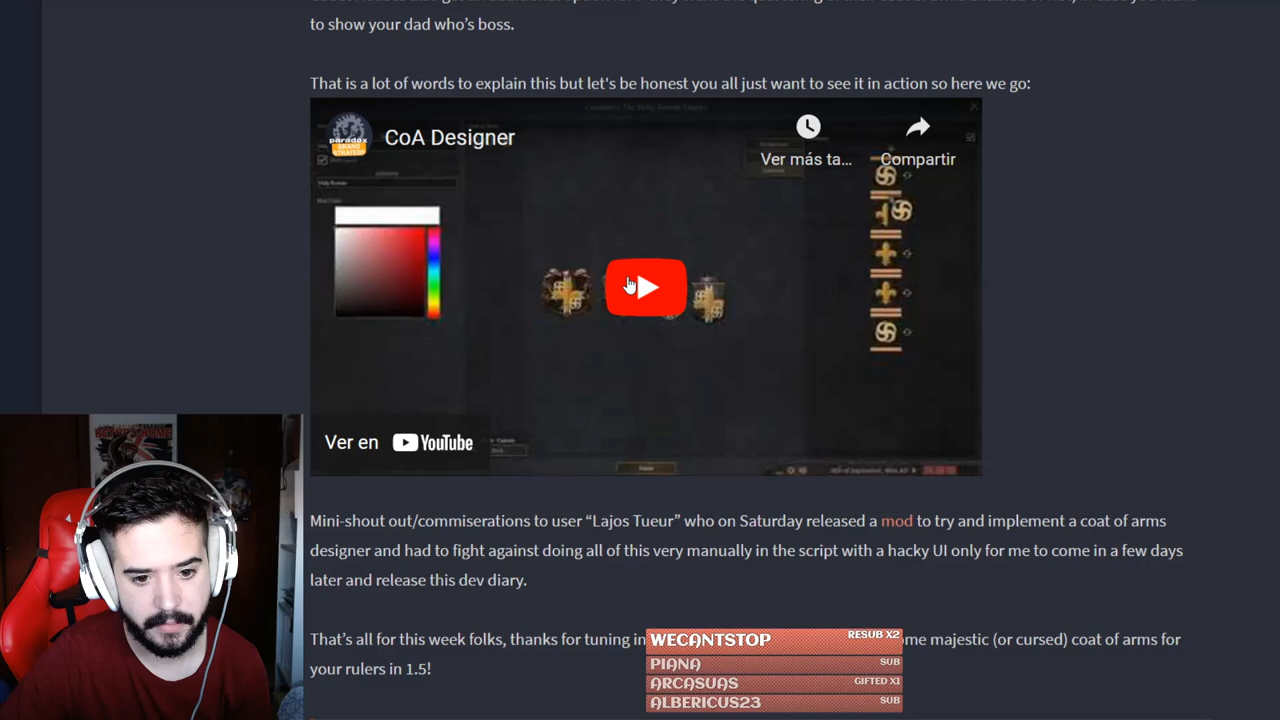 to show your dad who's boss.
That is a lot of words to explain this but let's be honest you all just want to see it in action so here we go:
paradox
GRAND
STRATEGY
CoA Designer
Ver más ta...
Compartir
Ver en YouTube
Mini-shout out/commiserations to user “Lajos Tueur” who on Saturday released a mod to try and implement a coat of arms
designer and had to fight against doing all of this very manually in the script with a hacky UI only for me to come in a few days
later and release this dev diary.
That’s all for this week folks, thanks for tuning in
me majestic (or cursed) coat of arms for
your rulers in 1.5!
WECANTSTOP RESUB X2
PIANA SUB
ARCASUAS GIFTED X1
ALBERICUS23 SUB